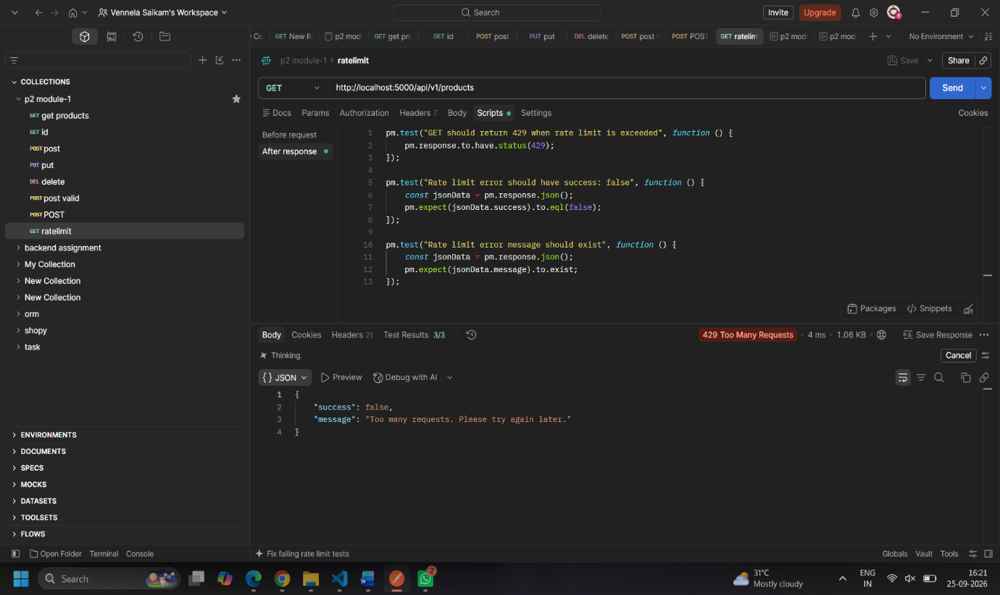 Vennela Saikam's Workspace
Search
Invite
Upgrade
GET New R
p2 mod
GET get pro
GET id
POST post
PUT put
DEL delete
POST post v
POST POST
GET ratelim
p2 mod
p2 mod
No Environment
p2 module-1 > ratelimit
Save
Share
COLLECTIONS
p2 module-1
GET get products
GET id
POST post
PUT put
DEL delete
POST post valid
POST POST
GET ratelimit
backend assignment
My Collection
New Collection
New Collection
orm
shopy
task
ENVIRONMENTS
DOCUMENTS
SPECS
MOCKS
DATASETS
TOOLSETS
FLOWS
HTTP
GET
http://localhost:5000/api/v1/products
Send
Docs Params Authorization Headers 7 Body Scripts Settings
Cookies
Before request
After response
1 pm.test("GET should return 429 when rate limit is exceeded", function () {
2 pm.response.to.have.status(429);
3 });
4
5 pm.test("Rate limit error should have success: false", function () {
6 const jsonData = pm.response.json();
7 pm.expect(jsonData.success).to.eql(false);
8 });
9
10 pm.test("Rate limit error message should exist", function () {
11 const jsonData = pm.response.json();
12 pm.expect(jsonData.message).to.exist;
13 });
Packages
Snippets
Body Cookies Headers 21 Test Results 3/3
429 Too Many Requests • 4 ms • 1.06 KB
e.g. Save Response
Thinking.
Cancel
{} JSON
Preview
Debug with AI
1 {
2 "success": false,
3 "message": "Too many requests. Please try again later."
4 }
Open Folder Terminal Console
Fix failing rate limit tests
Globals Vault Tools
Search
2
31°C
Mostly cloudy
ENG
IN
16:21
25-09-2026